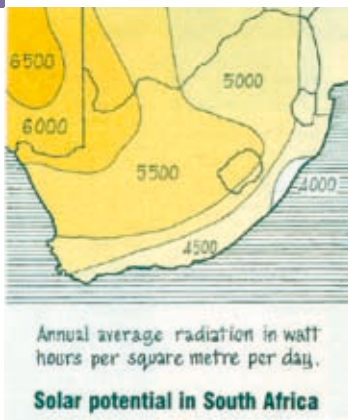 6500
5000
6000
5500
4000
4500
Annual average radiation in watt
hours per square metre per day.
Solar potential in South Africa